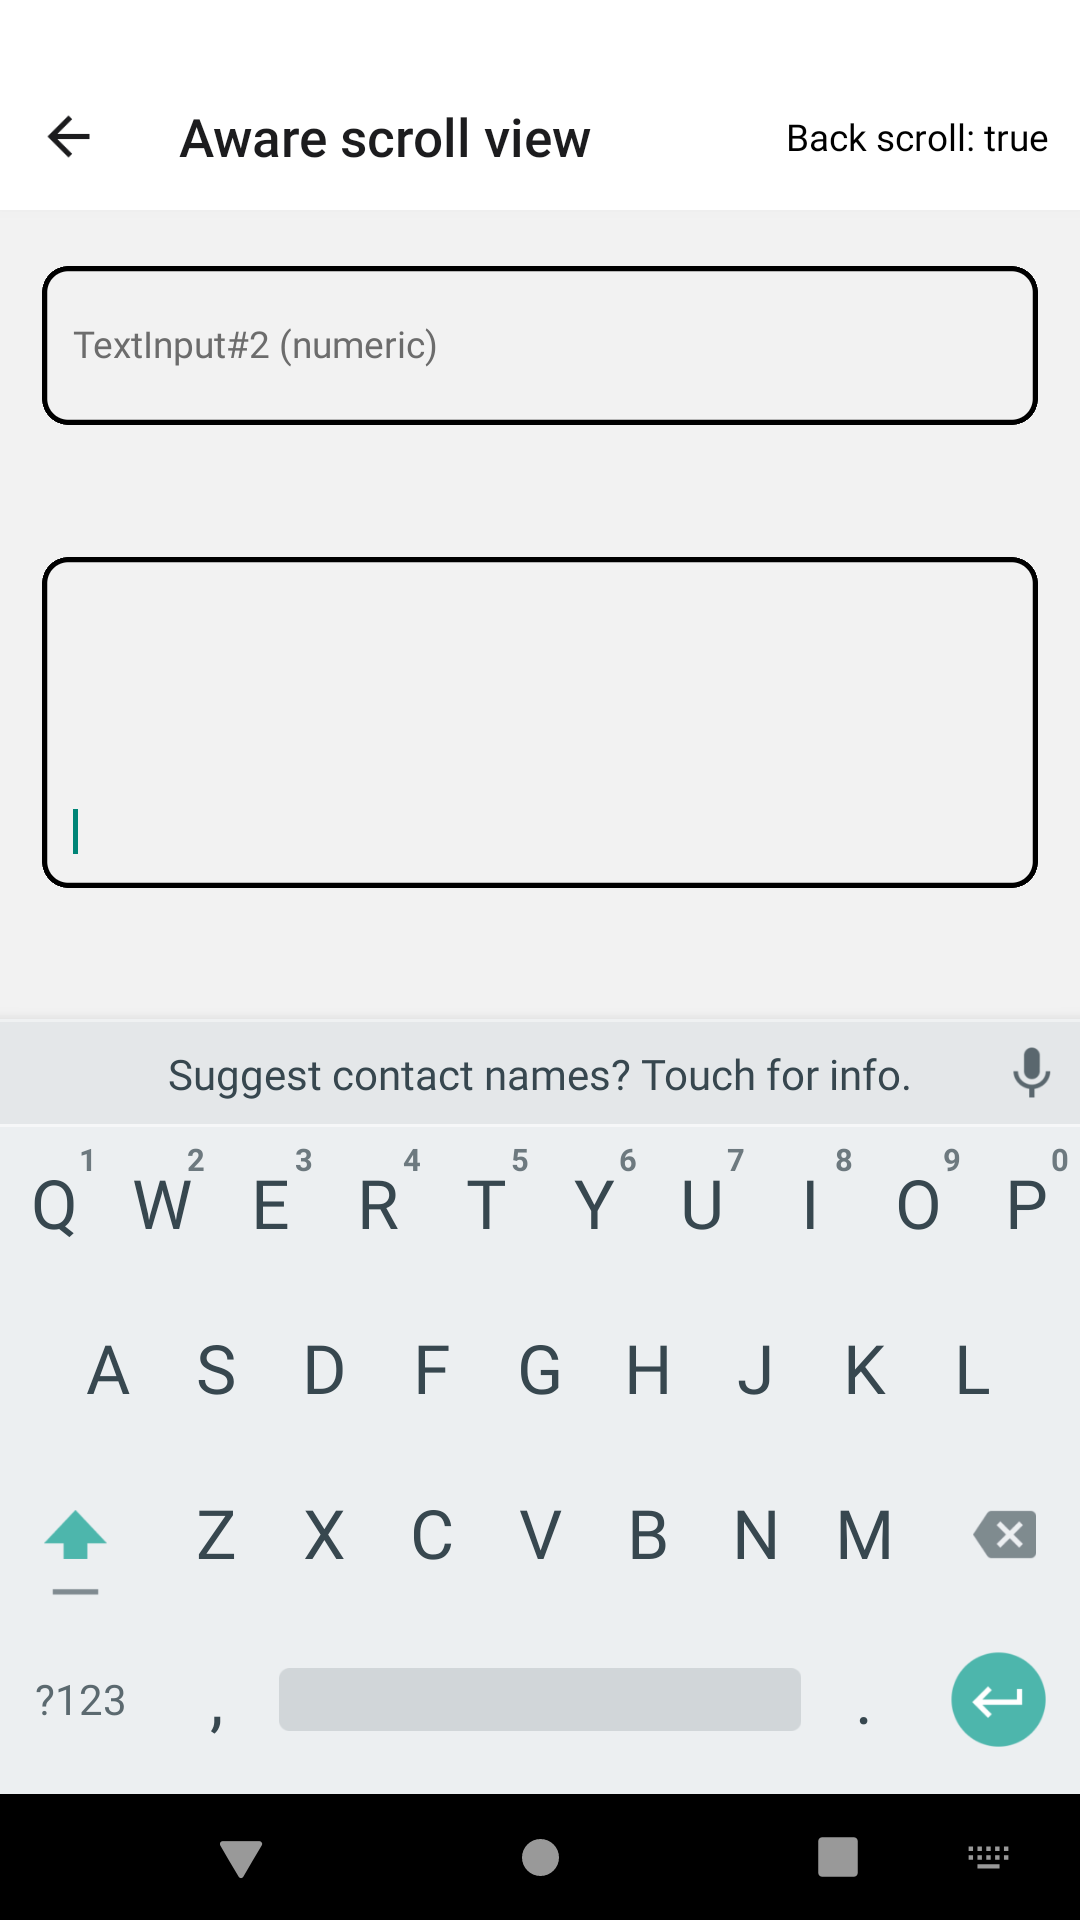 Aware scroll view
Back scroll: true
TextInput#2 (numeric)
Suggest contact names? Touch for info.
1 2 3 4 5 6 7 8 9 0
Q W E R T Y U I O P
A S D F G H J K L
Z X C V B N M
?123 , .